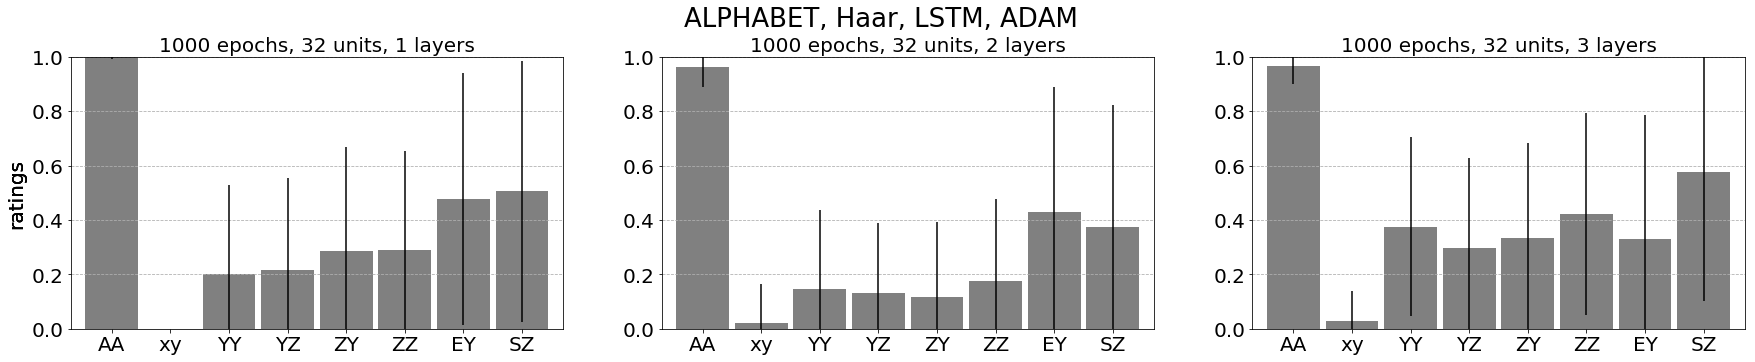 ALPHABET, Haar, LSTM, ADAM
1000 epochs, 32 units, 1 layers
1.0
0.8
0.6
0.4
0.2
0.0
ratings
AA xy YY YZ ZY ZZ EY SZ
1000 epochs, 32 units, 2 layers
1.0
0.8
0.6
0.4
0.2
0.0
AA xy YY YZ ZY ZZ EY SZ
1000 epochs, 32 units, 3 layers
1.0
0.8
0.6
0.4
0.2
0.0
AA xy YY YZ ZY ZZ EY SZ